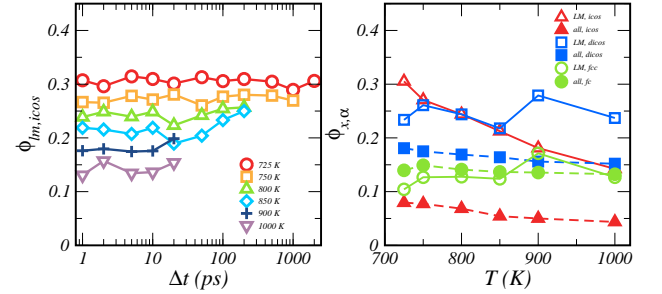 0.4
0.3
0.2
0.1
0
ϕlm,icos
725 K
750 K
800 K
850 K
900 K
1000 K
1
10
100
1000
Δt (ps)
0.4
0.3
0.2
0.1
0
ϕx,α
LM, icos
all, icos
LM, dicos
all, dicos
LM, fcc
all, fc
700
800
900
1000
T (K)